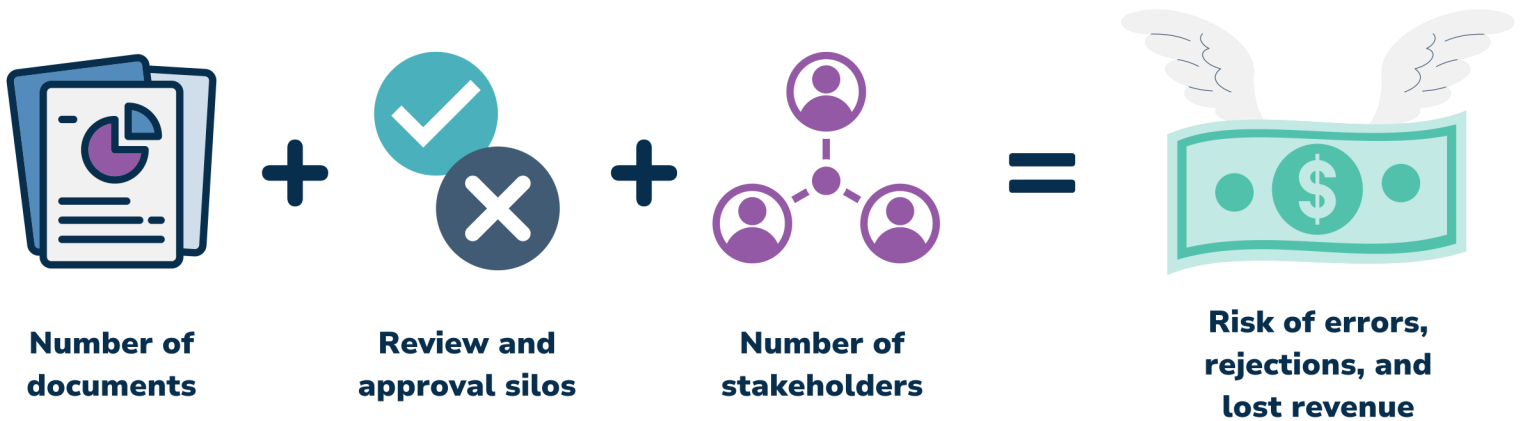 Number of
documents
+
Review and
approval silos
+
Number of
stakeholders
=
$
Risk of errors,
rejections, and
lost revenue